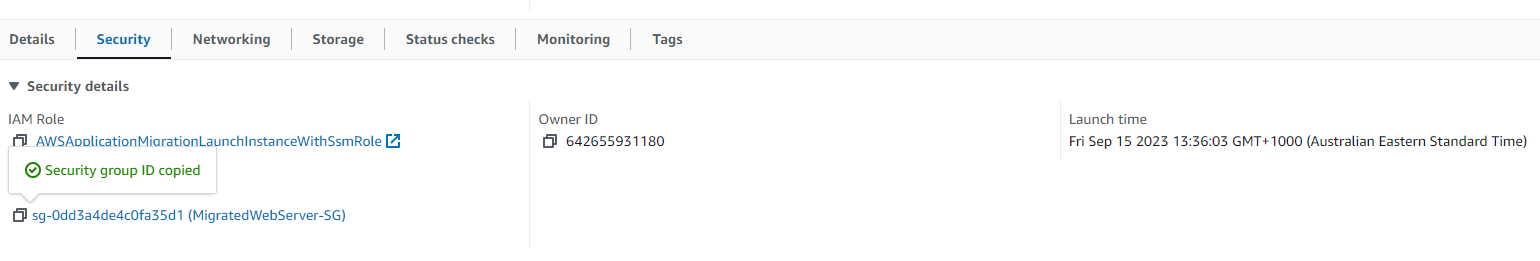 Details Security Networking Storage Status checks Monitoring Tags
Security details
IAM Role Owner ID Launch time
AWSApplicationMigrationLaunchInstanceWithSsmRole 642655931180 Fri Sep 15 2023 13:36:03 GMT+1000 (Australian Eastern Standard Time)
Security group ID copied
sg-0dd3a4de4c0fa35d1 (MigratedWebServer-SG)